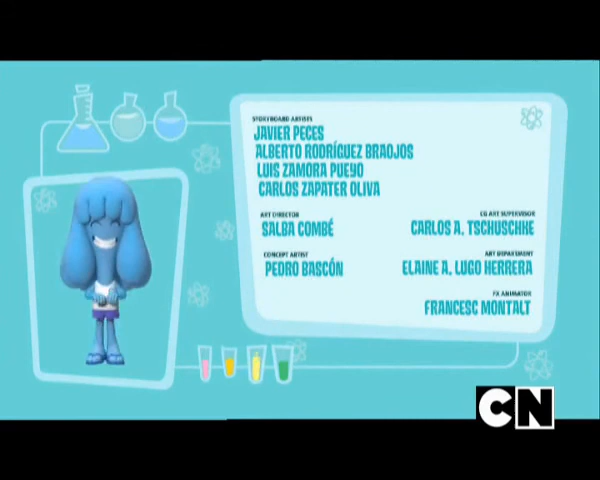 STORYBOARD ARTISTS
JAVIER PECES
ALBERTO RODRÍGUEZ BRAOJOS
LUIS ZAMORA PUEYO
CARLOS ZAPATER OLIVA
ART DIRECTOR
SALBA COMBÉ
CONCEPT ARTIST
PEDRO BASCÓN
CG ART SUPERVISOR
CARLOS A. TSCHUSCHKE
ART DEPARTMENT
ELAINE A. LUGO HERRERA
FX ANIMATOR
FRANCESC MONTALT
CN